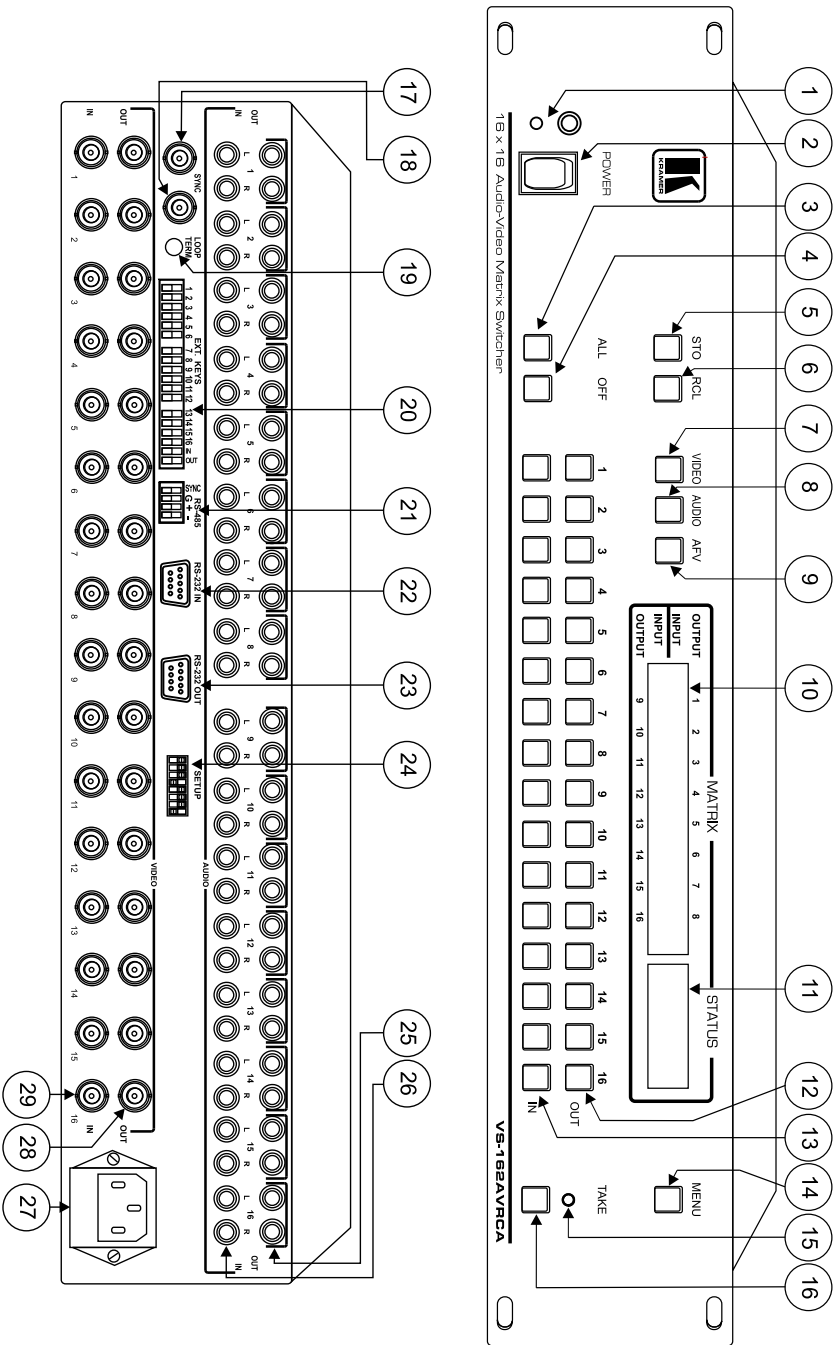 1 2 3 4 5 6 7 8 9 10 11 12 13 14 15 16
KRAMER
POWER
STO RCL
ALL OFF
VIDEO AUDIO AFV
MATRIX STATUS
OUTPUT 1 2 3 4 5 6 7 8
INPUT
INPUT
OUTPUT 9 10 11 12 13 14 15 16
MENU
TAKE
1 2 3 4 5 6 7 8 9 10 11 12 13 14 15 16
OUT
IN
16 x 16 Audio-Video Matrix Switcher
VS-162AVRCA
17 18 19 20 21 22 23 24 25 26
OUT OUT
L 1 R L 2 R L 3 R L 4 R L 5 R L 6 R L 7 R L 8 R L 9 R L 10 R L 11 R L 12 R L 13 R L 14 R L 15 R L 16 R
IN IN
AUDIO
SYNC
LOOP
TERM
EXT. KEYS
1 2 3 4 5 6 7 8 9 10 11 12 13 14 15 16 IN OUT
RS-485
SYNC G + -
RS-232 IN
RS-232 OUT
SETUP
VIDEO
OUT OUT
IN IN
1 2 3 4 5 6 7 8 9 10 11 12 13 14 15 16
29 28 27